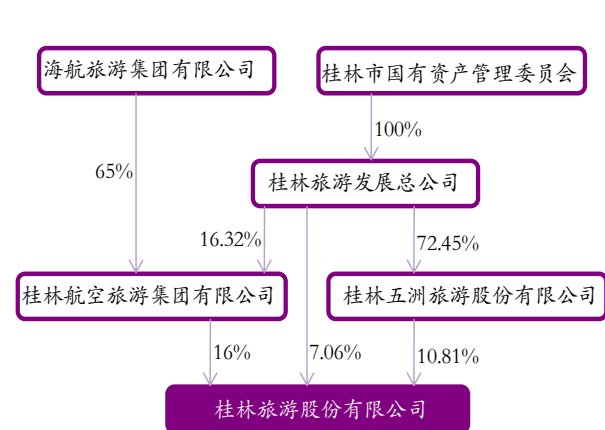 海航旅游集团有限公司
桂林市国有资产管理委员会
100%
65%
桂林旅游发展总公司
16.32%
72.45%
桂林航空旅游集团有限公司
桂林五洲旅游股份有限公司
16%
7.06%
10.81%
桂林旅游股份有限公司